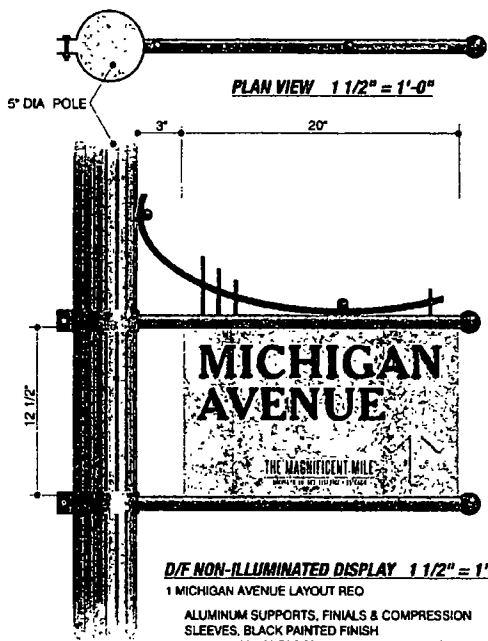 PLAN VIEW 1 1/2" = 1'-0"
5" DIA POLE
3"
20"
12 1/2"
MICHIGAN
AVENUE
THE MAGNIFICENT MILE
D/F NON-ILLUMINATED DISPLAY 1 1/2" = 1'
1 MICHIGAN AVENUE LAYOUT REQ
ALUMINUM SUPPORTS, FINIALS & COMPRESSION
SLEEVES, BLACK PAINTED FINISH